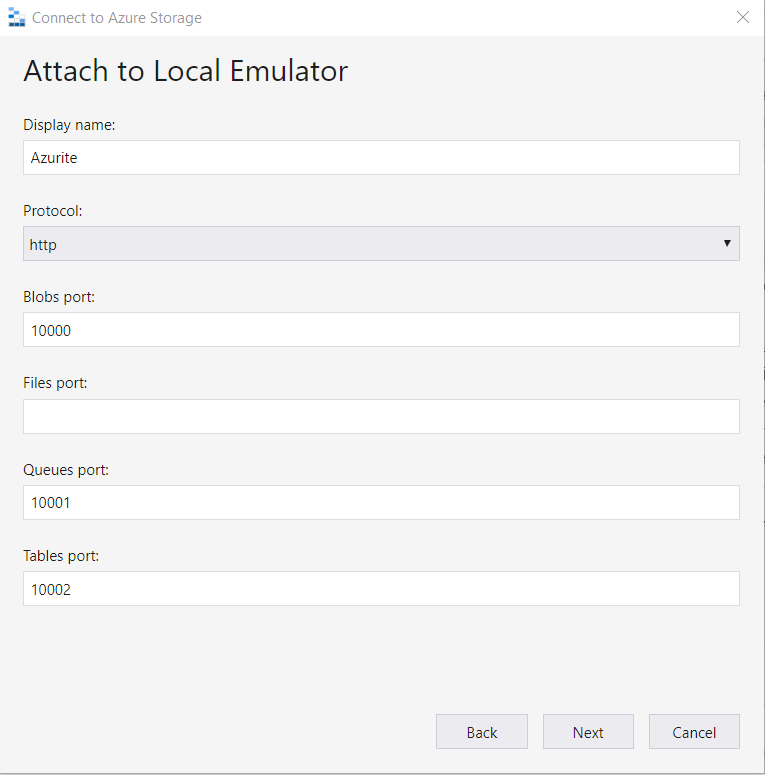 Connect to Azure Storage
Attach to Local Emulator
Display name:
Azurite
Protocol:
http
Blobs port:
10000
Files port:
Queues port:
10001
Tables port:
10002
Back Next Cancel